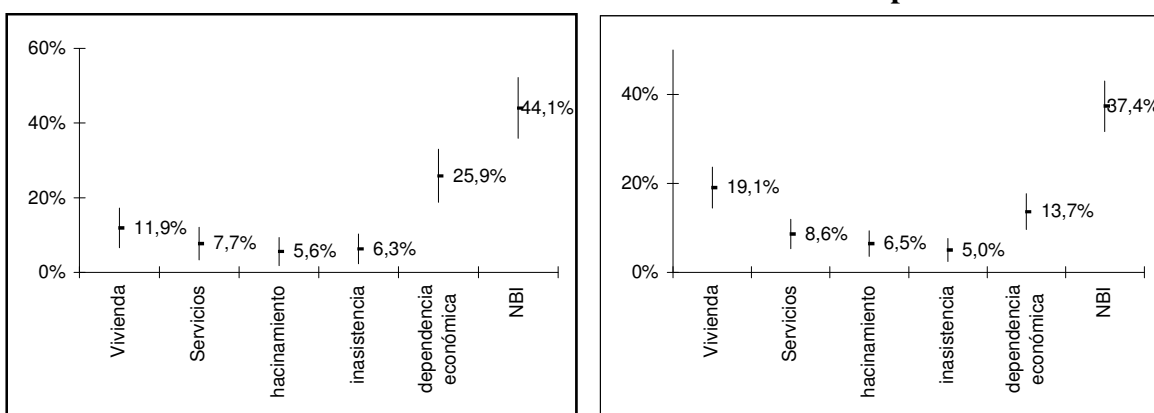 60%
40%
20%
0%
11,9%
7,7%
5,6%
6,3%
25,9%
44,1%
Vivienda
Servicios
hacinamiento
inasistencia
dependencia
económica
NBI
40%
20%
0%
19,1%
8,6%
6,5%
5,0%
13,7%
37,4%
Vivienda
Servicios
hacinamiento
inasistencia
dependencia
económica
NBI